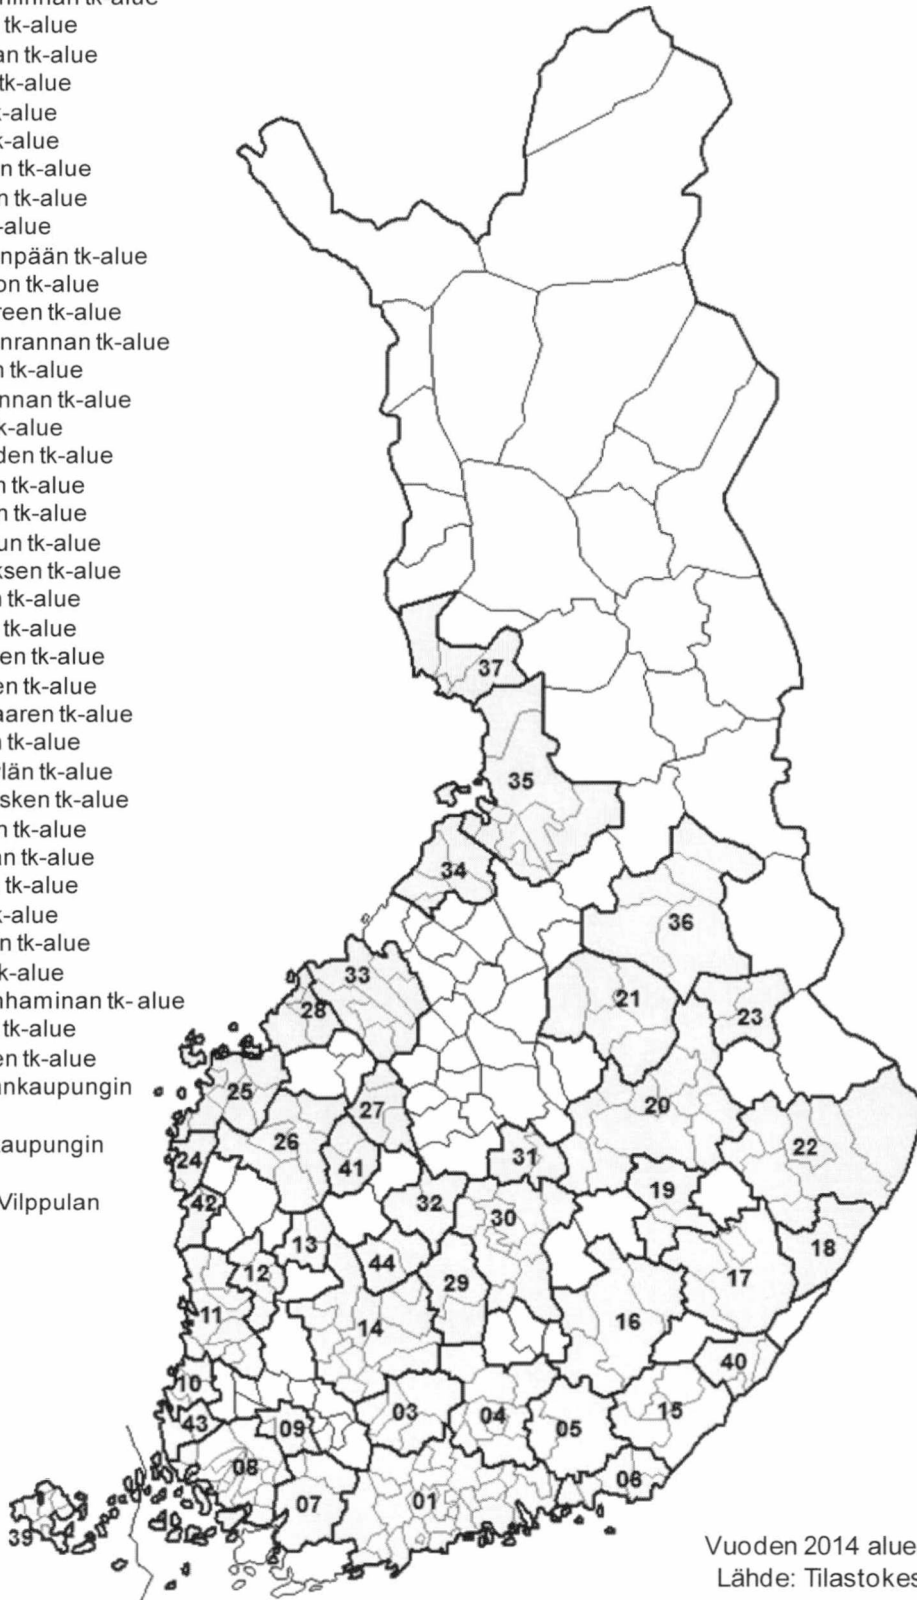 tk-alue
an tk-alue
tk-alue
k-alue
k-alue
n tk-alue
n tk-alue
-alue
npään tk-alue
on tk-alue
reen tk-alue
nrannan tk-alue
n tk-alue
nnan tk-alue
k-alue
den tk-alue
n tk-alue
n tk-alue
un tk-alue
ksen tk-alue
n tk-alue
tk-alue
en tk-alue
en tk-alue
aaren tk-alue
n tk-alue
län tk-alue
sken tk-alue
n tk-alue
an tk-alue
tk-alue
k-alue
n tk-alue
k-alue
nhaminan tk-alue
tk-alue
en tk-alue
nkaupungin
kaupungin
Vilppulan
37
35
34
36
33
28
21
23
25
27
20
26
24
41
31
22
19
42
32
30
13
18
12
44
29
17
11
14
16
40
10
03
04
15
43
09
05
08
06
07
01
39
Vuoden 2014 alue
Lähde: Tilastokes